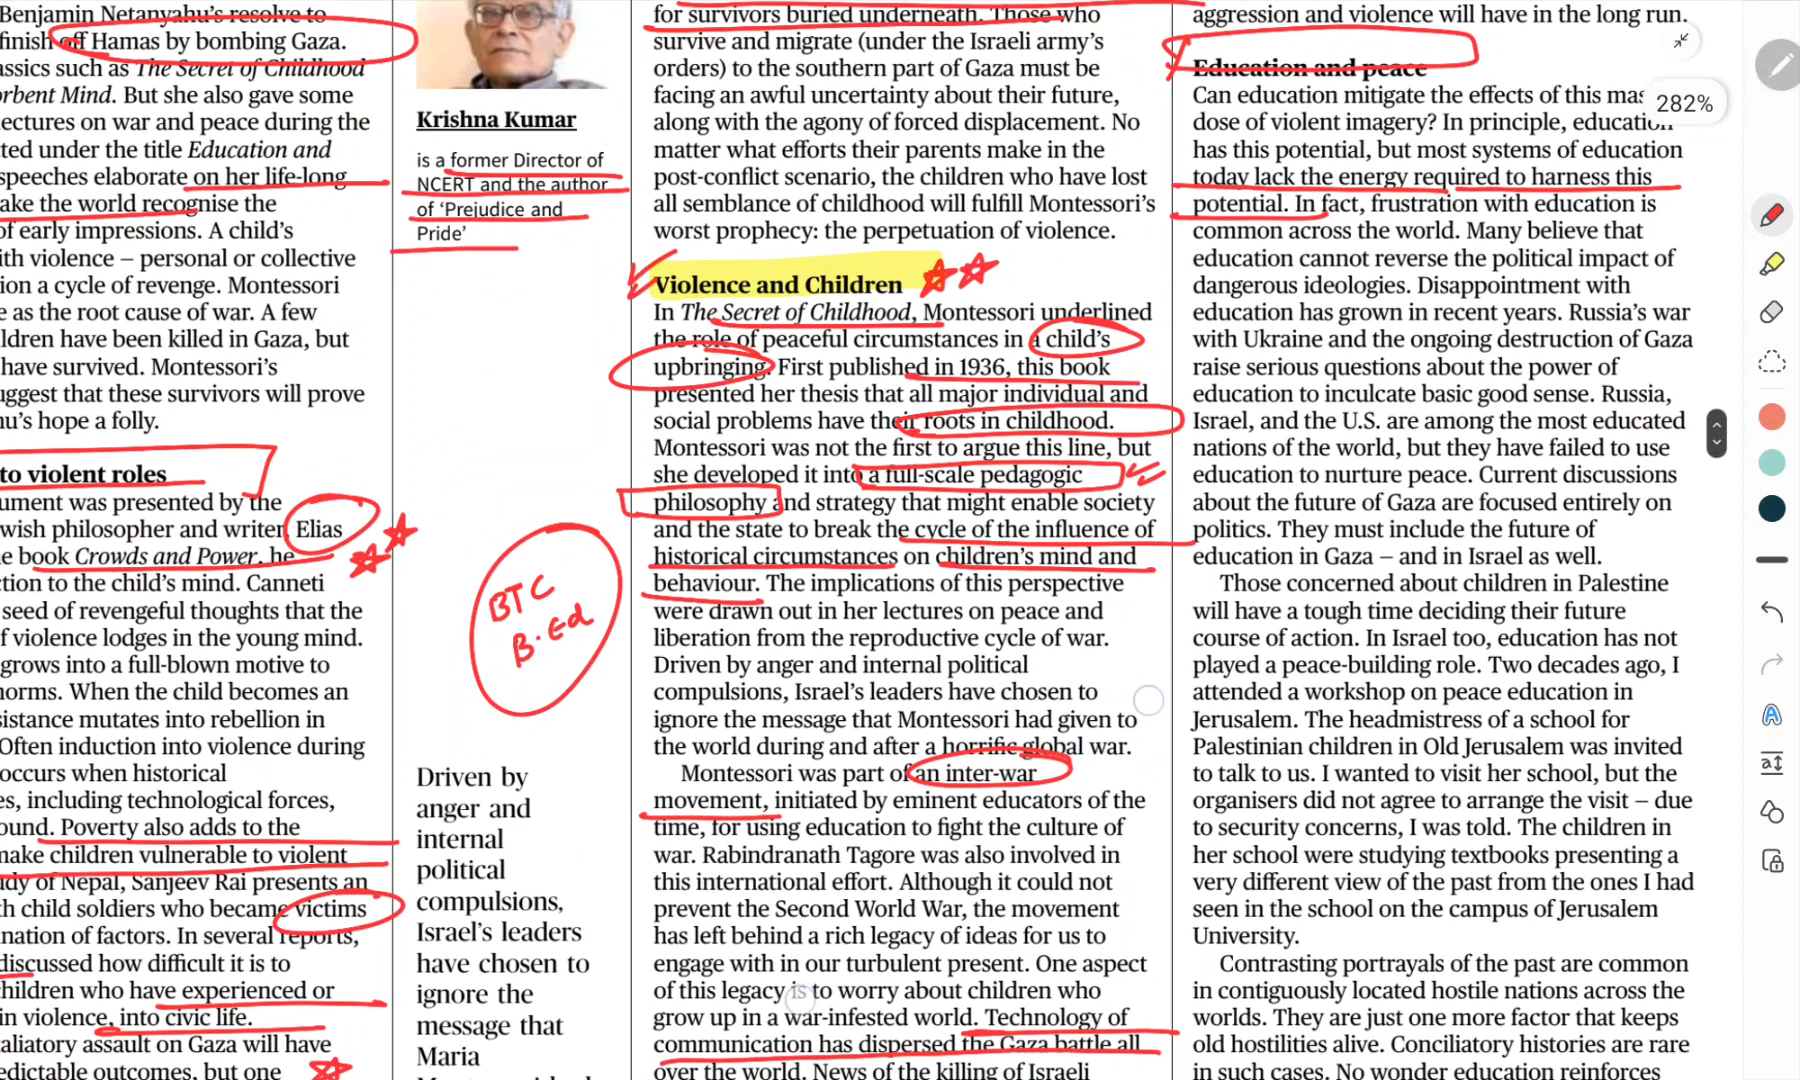 Benjamin Netanyahu's resolve to
finish off Hamas by bombing Gaza.
assics such as The Secret of Childhood
orbent Mind. But she also gave some
lectures on war and peace during the
cted under the title Education and
speeches elaborate on her life-long
ake the world recognise the
of early impressions. A child's
ith violence – personal or collective
ion a cycle of revenge. Montessori
e as the root cause of war. A few
ildren have been killed in Gaza, but
have survived. Montessori's
uggest that these survivors will prove
nu's hope a folly.
to violent roles
ument was presented by the
wish philosopher and writer, Elias
he book Crowds and Power, he
ction to the child's mind. Canneti
seed of revengeful thoughts that the
f violence lodges in the young mind.
grows into a full-blown motive to
norms. When the child becomes an
sistance mutates into rebellion in
Often induction into violence during
occurs when historical
es, including technological forces,
ound. Poverty also adds to the
make children vulnerable to violent
udy of Nepal, Sanjeev Rai presents an
th child soldiers who became victims
ination of factors. In several reports,
discussed how difficult it is to
children who have experienced or
in violence, into civic life.
taliatory assault on Gaza will have
edictable outcomes, but one
Krishna Kumar
is a former Director of
NCERT and the author
of 'Prejudice and
Pride'
BTC
B.Ed
Driven by
anger and
internal
political
compulsions,
Israel's leaders
have chosen to
ignore the
message that
Maria
for survivors buried underneath. Those who
survive and migrate (under the Israeli army's
orders) to the southern part of Gaza must be
facing an awful uncertainty about their future,
along with the agony of forced displacement. No
matter what efforts their parents make in the
post-conflict scenario, the children who have lost
all semblance of childhood will fulfill Montessori's
worst prophecy: the perpetuation of violence.
Violence and Children
In The Secret of Childhood, Montessori underlined
the role of peaceful circumstances in a child's
upbringing. First published in 1936, this book
presented her thesis that all major individual and
social problems have their roots in childhood.
Montessori was not the first to argue this line, but
she developed it into a full-scale pedagogic
philosophy and strategy that might enable society
and the state to break the cycle of the influence of
historical circumstances on children's mind and
behaviour. The implications of this perspective
were drawn out in her lectures on peace and
liberation from the reproductive cycle of war.
Driven by anger and internal political
compulsions, Israel's leaders have chosen to
ignore the message that Montessori had given to
the world during and after a horrific global war.
Montessori was part of an inter-war
movement, initiated by eminent educators of the
time, for using education to fight the culture of
war. Rabindranath Tagore was also involved in
this international effort. Although it could not
prevent the Second World War, the movement
has left behind a rich legacy of ideas for us to
engage with in our turbulent present. One aspect
of this legacy is to worry about children who
grow up in a war-infested world. Technology of
communication has dispersed the Gaza battle all
over the world. News of the killing of Israeli
aggression and violence will have in the long run.
Education and peace
Can education mitigate the effects of this mas
dose of violent imagery? In principle, education
has this potential, but most systems of education
today lack the energy required to harness this
potential. In fact, frustration with education is
common across the world. Many believe that
education cannot reverse the political impact of
dangerous ideologies. Disappointment with
education has grown in recent years. Russia's war
with Ukraine and the ongoing destruction of Gaza
raise serious questions about the power of
education to inculcate basic good sense. Russia,
Israel, and the U.S. are among the most educated
nations of the world, but they have failed to use
education to nurture peace. Current discussions
about the future of Gaza are focused entirely on
politics. They must include the future of
education in Gaza – and in Israel as well.
Those concerned about children in Palestine
will have a tough time deciding their future
course of action. In Israel too, education has not
played a peace-building role. Two decades ago, I
attended a workshop on peace education in
Jerusalem. The headmistress of a school for
Palestinian children in Old Jerusalem was invited
to talk to us. I wanted to visit her school, but the
organisers did not agree to arrange the visit – due
to security concerns, I was told. The children in
her school were studying textbooks presenting a
very different view of the past from the ones I had
seen in the school on the campus of Jerusalem
University.
Contrasting portrayals of the past are common
in contiguously located hostile nations across the
worlds. They are just one more factor that keeps
old hostilities alive. Conciliatory histories are rare
in such cases. No wonder education reinforces
282%